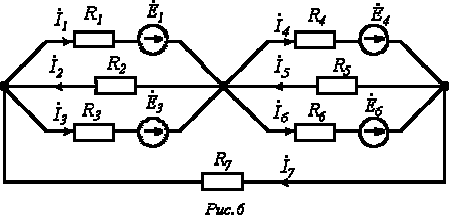 İ1 R1 Ė1 İ4 R4 Ė4
İ2 R2 İ5 R5
İ3 R3 Ė3 İ6 R6 Ė6
R7 İ7
Рис.6